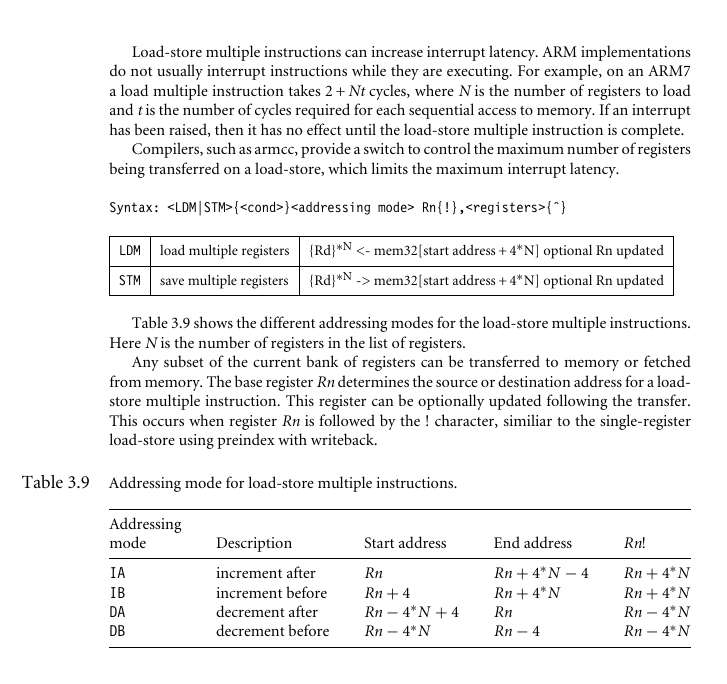 Load-store multiple instructions can increase interrupt latency. ARM implementations
do not usually interrupt instructions while they are executing. For example, on an ARM7
a load multiple instruction takes 2 + Nt cycles, where N is the number of registers to load
and t is the number of cycles required for each sequential access to memory. If an interrupt
has been raised, then it has no effect until the load-store multiple instruction is complete.
Compilers, such as armcc, provide a switch to control the maximum number of registers
being transferred on a load-store, which limits the maximum interrupt latency.
Syntax: <LDM|STM>{<cond>}<addressing mode> Rn{!},<registers>{^}
LDM load multiple registers {Rd}*N <- mem32[start address + 4*N] optional Rn updated
STM save multiple registers {Rd}*N -> mem32[start address + 4*N] optional Rn updated
Table 3.9 shows the different addressing modes for the load-store multiple instructions.
Here N is the number of registers in the list of registers.
Any subset of the current bank of registers can be transferred to memory or fetched
from memory. The base register Rn determines the source or destination address for a load-
store multiple instruction. This register can be optionally updated following the transfer.
This occurs when register Rn is followed by the ! character, similiar to the single-register
load-store using preindex with writeback.
Table 3.9 Addressing mode for load-store multiple instructions.
Addressing
mode Description Start address End address Rn!
IA increment after Rn Rn + 4*N − 4 Rn + 4*N
IB increment before Rn + 4 Rn + 4*N Rn + 4*N
DA decrement after Rn − 4*N + 4 Rn Rn − 4*N
DB decrement before Rn − 4*N Rn − 4 Rn − 4*N